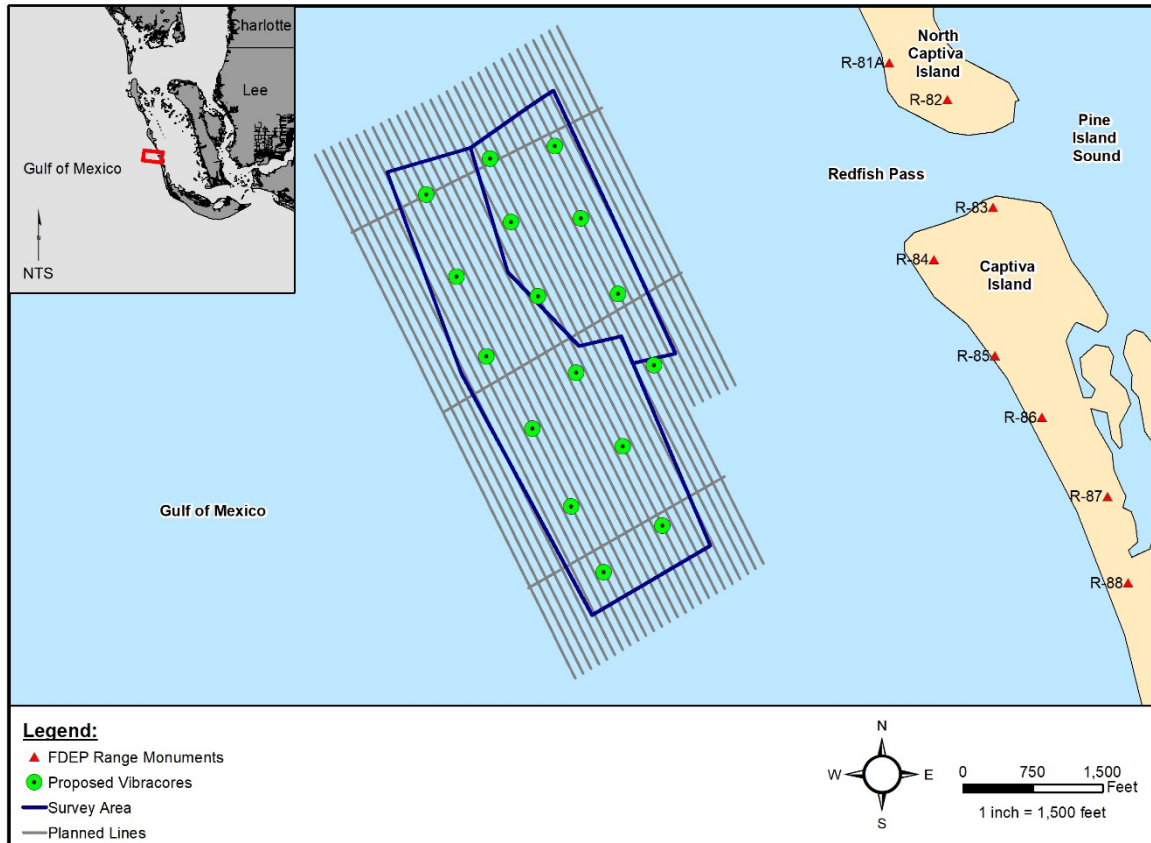 Charlotte
Lee
Gulf of Mexico
NTS
North
Captiva
Island
R-81A
R-82
Pine
Island
Sound
Redfish Pass
R-83
R-84
Captiva
Island
R-85
R-86
R-87
Gulf of Mexico
R-88
Legend:
FDEP Range Monuments
Proposed Vibracores
Survey Area
Planned Lines
N
W
E
S
0 750 1,500
Feet
1 inch = 1,500 feet